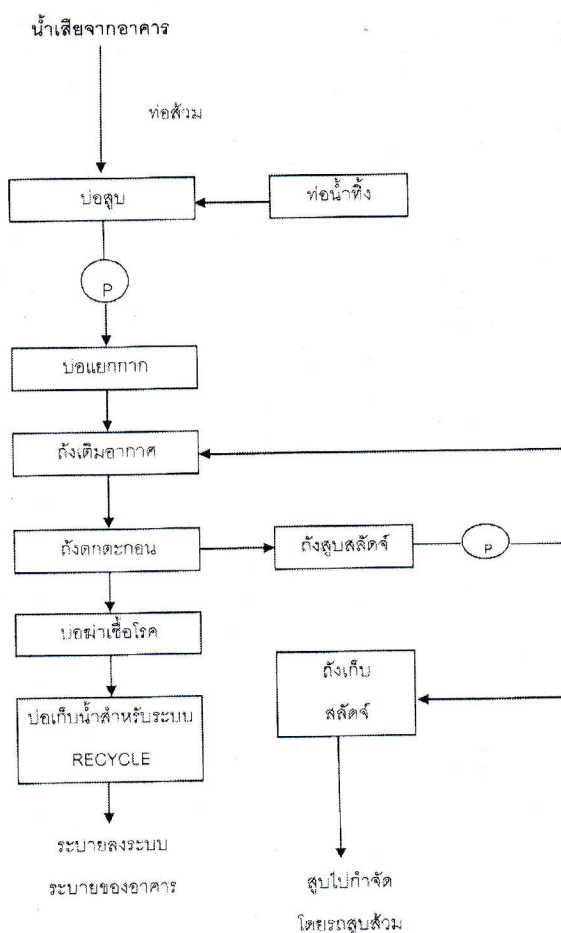 น้ำเสียจากอาคาร
ท่อส้วม
บ่อสูบ
ท่อน้ำทิ้ง
P
บ่อแยกกาก
ถังเติมอากาศ
ถังตกตะกอน
ถังสูบสลัดจ์
P
บ่อฆ่าเชื้อโรค
ถังเก็บ
สลัดจ์
บ่อเก็บน้ำสำหรับระบบ
RECYCLE
ระบายลงระบบ
ระบายของอาคาร
สูบไปกำจัด
โดยรถสูบส้วม